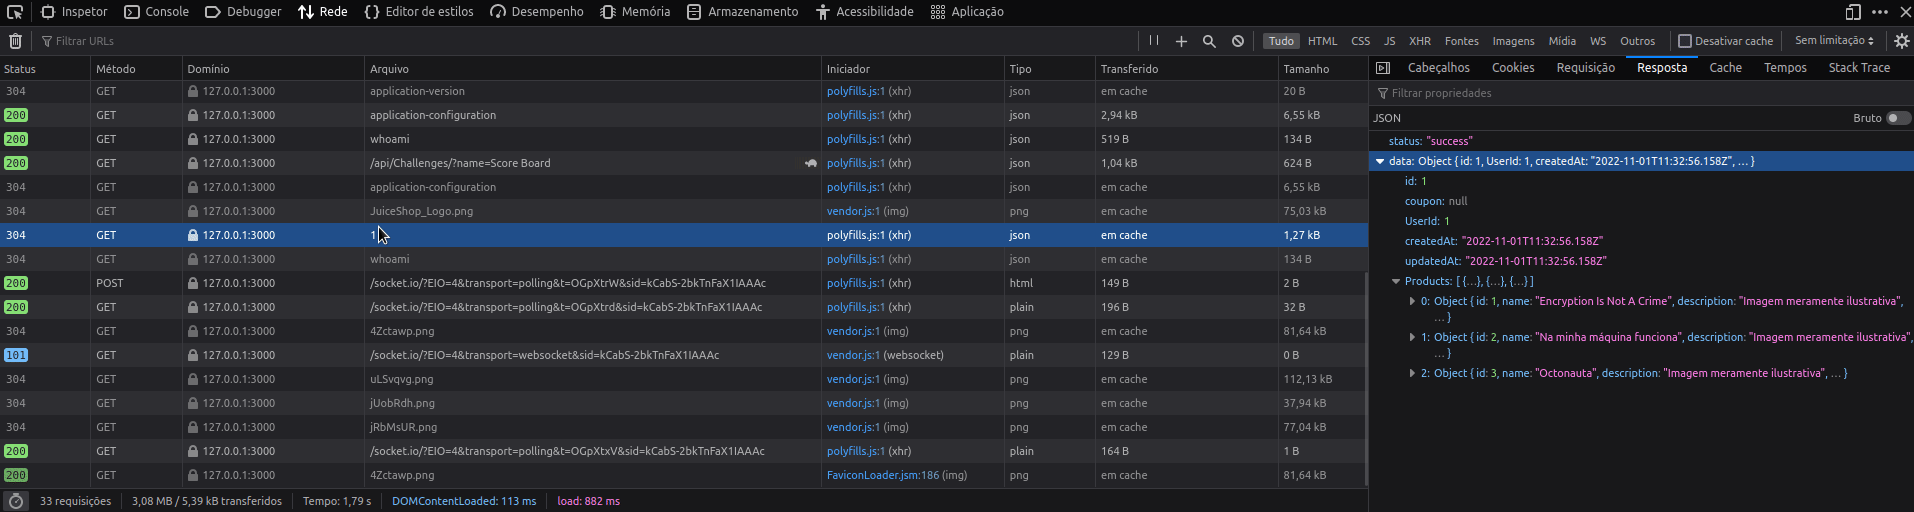 Inspetor Console Debugger Rede Editor de estilos Desempenho Memória Armazenamento Acessibilidade Aplicação
Filtrar URLs Tudo HTML CSS JS XHR Fontes Imagens Mídia WS Outros Desativar cache Sem limitação
Status Método Domínio Arquivo Iniciador Tipo Transferido Tamanho
304 GET 127.0.0.1:3000 application-version polyfills.js:1 (xhr) json em cache 20 B
200 GET 127.0.0.1:3000 application-configuration polyfills.js:1 (xhr) json 2,94 kB 6,55 kB
200 GET 127.0.0.1:3000 whoami polyfills.js:1 (xhr) json 519 B 134 B
200 GET 127.0.0.1:3000 /api/Challenges/?name=Score Board polyfills.js:1 (xhr) json 1,04 kB 624 B
304 GET 127.0.0.1:3000 application-configuration polyfills.js:1 (xhr) json em cache 6,55 kB
304 GET 127.0.0.1:3000 JuiceShop_Logo.png vendor.js:1 (img) png em cache 75,03 kB
304 GET 127.0.0.1:3000 1 polyfills.js:1 (xhr) json em cache 1,27 kB
304 GET 127.0.0.1:3000 whoami polyfills.js:1 (xhr) json em cache 134 B
200 POST 127.0.0.1:3000 /socket.io/?EIO=4&transport=polling&t=OGpXtrW&sid=kCabS-2bkTnFaX1IAAAc polyfills.js:1 (xhr) html 149 B 2 B
200 GET 127.0.0.1:3000 /socket.io/?EIO=4&transport=polling&t=OGpXtrd&sid=kCabS-2bkTnFaX1IAAAc polyfills.js:1 (xhr) plain 196 B 32 B
304 GET 127.0.0.1:3000 4Zctawp.png vendor.js:1 (img) png em cache 81,64 kB
101 GET 127.0.0.1:3000 /socket.io/?EIO=4&transport=websocket&sid=kCabS-2bkTnFaX1IAAAc vendor.js:1 (websocket) plain 129 B 0 B
304 GET 127.0.0.1:3000 uLSvqvg.png vendor.js:1 (img) png em cache 112,13 kB
304 GET 127.0.0.1:3000 jUobRdh.png vendor.js:1 (img) png em cache 37,94 kB
304 GET 127.0.0.1:3000 jRbMsUR.png vendor.js:1 (img) png em cache 77,04 kB
200 GET 127.0.0.1:3000 /socket.io/?EIO=4&transport=polling&t=OGpXtxV&sid=kCabS-2bkTnFaX1IAAAc polyfills.js:1 (xhr) plain 164 B 1 B
200 GET 127.0.0.1:3000 4Zctawp.png FaviconLoader.jsm:186 (img) png em cache 81,64 kB
33 requisições 3,08 MB / 5,39 kB transferidos Tempo: 1,79 s DOMContentLoaded: 113 ms load: 882 ms
Cabeçalhos Cookies Requisição Resposta Cache Tempos Stack Trace
Filtrar propriedades
JSON Bruto
status: "success"
data: Object { id: 1, UserId: 1, createdAt: "2022-11-01T11:32:56.158Z", … }
id: 1
coupon: null
UserId: 1
createdAt: "2022-11-01T11:32:56.158Z"
updatedAt: "2022-11-01T11:32:56.158Z"
Products: [ {…}, {…}, {…} ]
0: Object { id: 1, name: "Encryption Is Not A Crime", description: "Imagem meramente ilustrativa",
… }
1: Object { id: 2, name: "Na minha máquina funciona", description: "Imagem meramente ilustrativa",
… }
2: Object { id: 3, name: "Octonauta", description: "Imagem meramente ilustrativa", … }